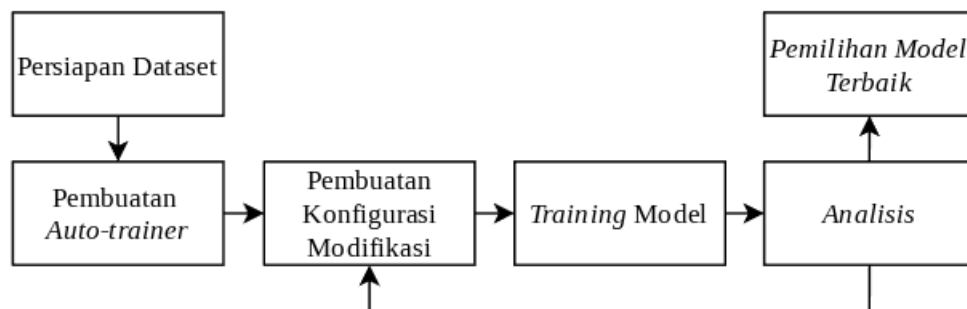 Persiapan Dataset
Pemilihan Model
Terbaik
Pembuatan
Auto-trainer
Pembuatan
Konfigurasi
Modifikasi
Training Model
Analisis